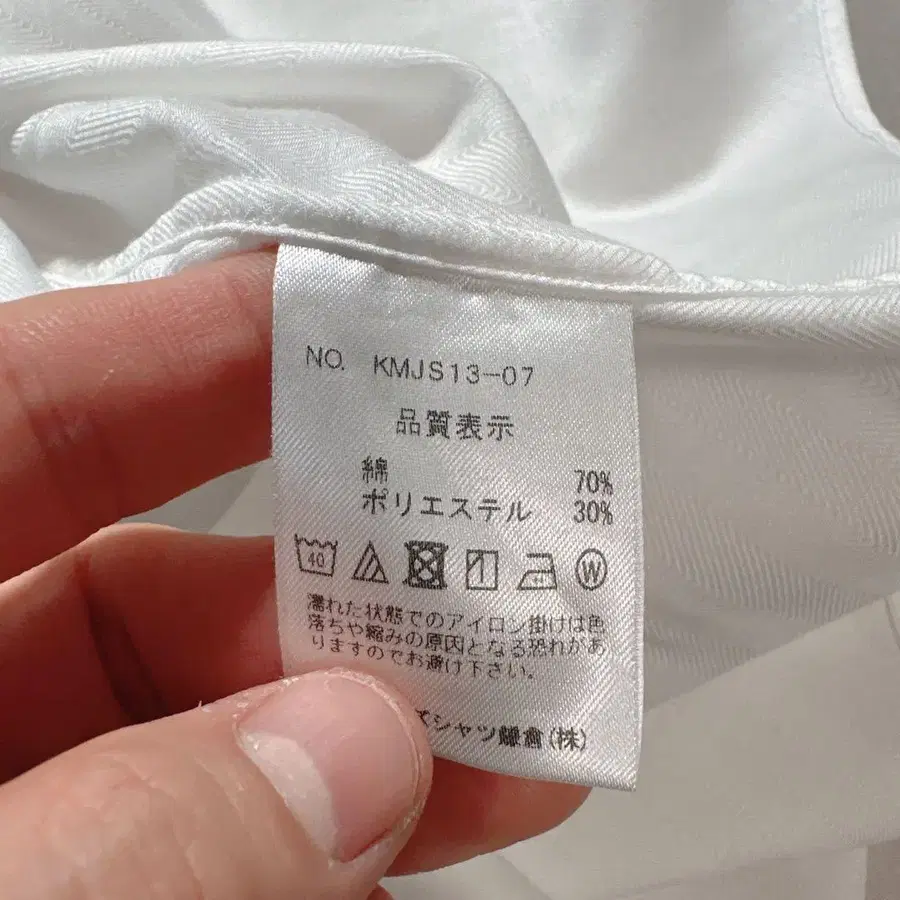 NO. KMJS13-07
品質表示
綿 70%
ポリエステル 30%
40 W
濡れた状態でのアイロン掛けは色
落ちや縮みの原因となる恐れがあ
りますのでお避け下さい。
ズシャツ鎌倉(株)